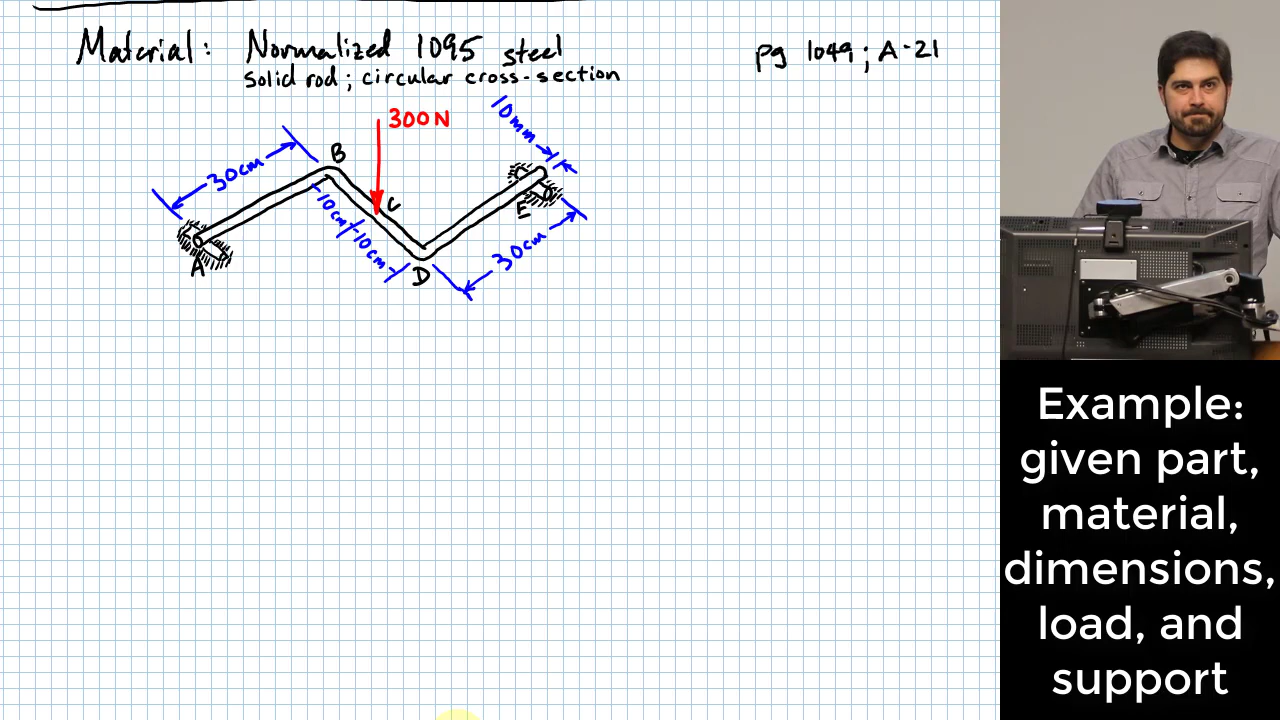 Material: Normalized 1095 steel
solid rod; circular cross-section
pg 1049; A-21
300N
10mm
B
30cm
C
10cm
10cm
A
D
E
30cm
Example:
given part,
material,
dimensions,
load, and
support